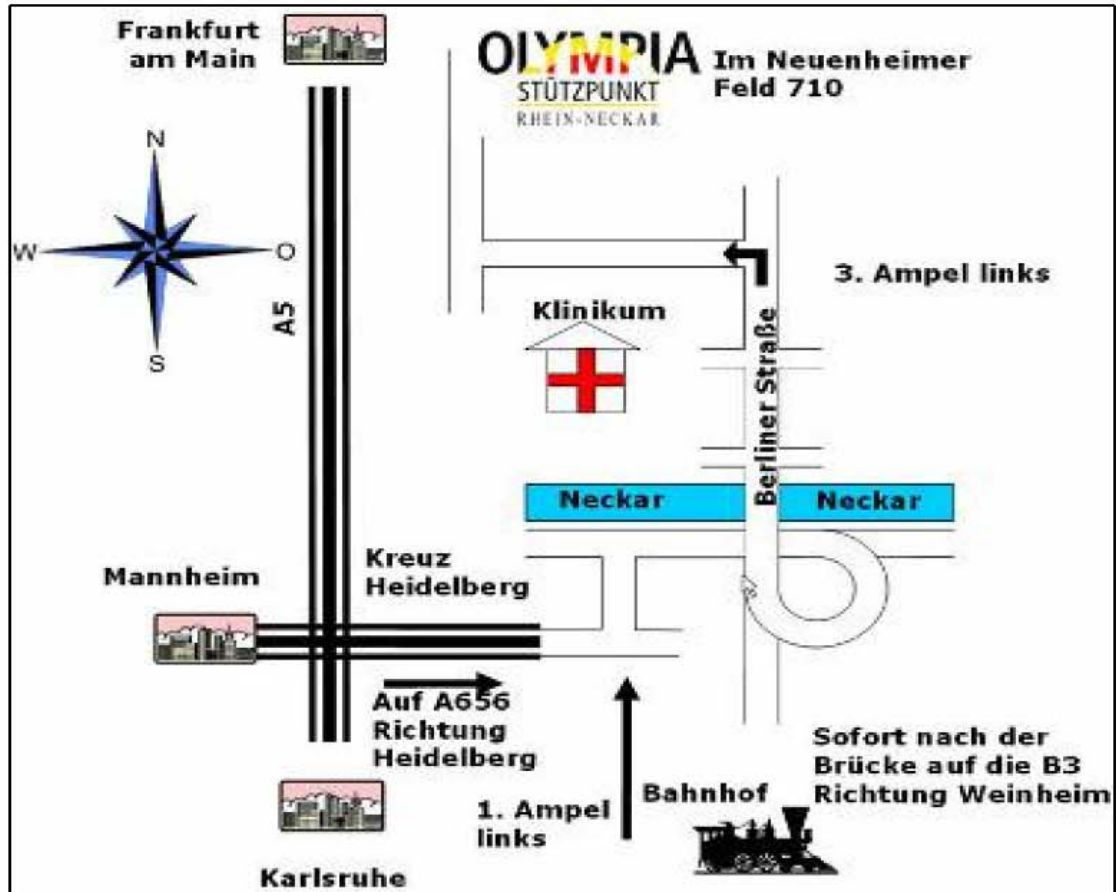 Frankfurt
am Main
OLYMPIA
STÜTZPUNKT
RHEIN-NECKAR
Im Neuenheimer
Feld 710
N
W
O
S
A5
3. Ampel links
Klinikum
Berliner Straße
Neckar
Neckar
Kreuz
Heidelberg
Mannheim
Auf A656
Richtung
Heidelberg
1. Ampel
links
Bahnhof
Sofort nach der
Brücke auf die B3
Richtung Weinheim
Karlsruhe